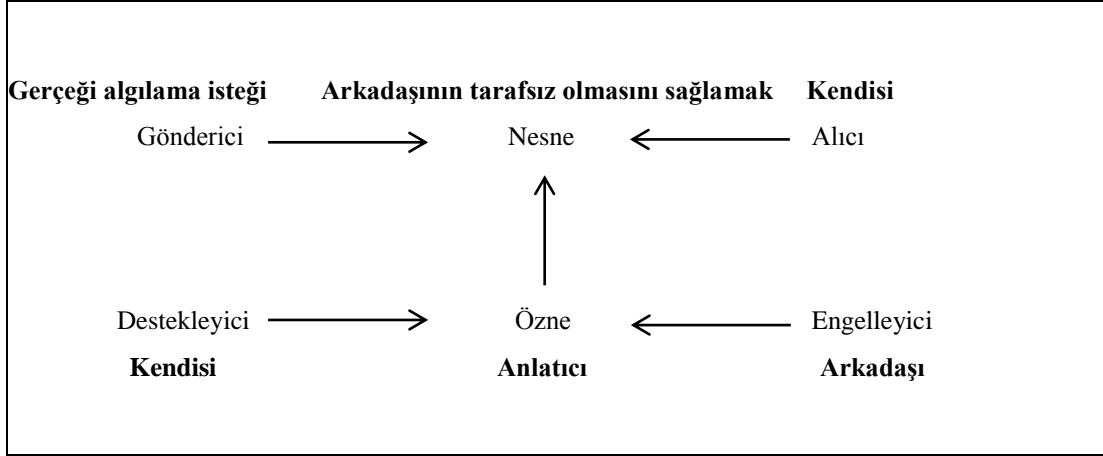 Gerçeği algılama isteği Arkadaşının tarafsız olmasını sağlamak Kendisi
Gönderici Nesne Alıcı
Destekleyici Özne Engelleyici
Kendisi Anlatıcı Arkadaşı